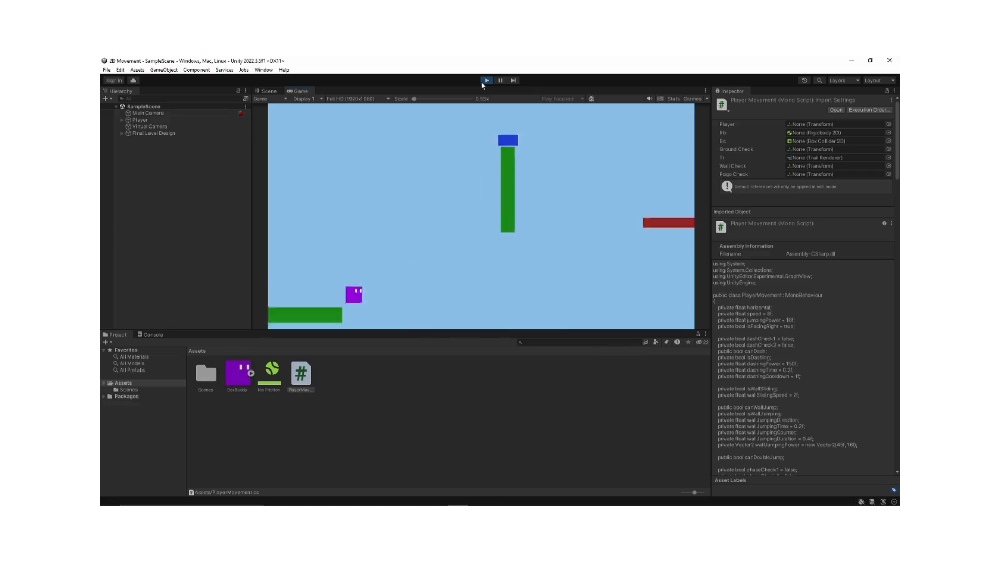 2D Movement - SampleScene - Windows, Mac, Linux - Unity 2022.3.5f1 <DX11>
File Edit Assets GameObject Component Services Jobs Window Help
Sign In
Layers Layout
Hierarchy
All
SampleScene
Main Camera
Player
Virtual Camera
Final Level Design
Scene Game
Game Display 1 Full HD (1920x1080) Scale 0.53x Play Focused Stats Gizmos
Inspector
Player Movement (Mono Script) Import Settings
Open Execution Order...
Player None (Transform)
Rb None (Rigidbody 2D)
Bc None (Box Collider 2D)
Ground Check None (Transform)
Tr None (Trail Renderer)
Wall Check None (Transform)
Pogo Check None (Transform)
Default references will only be applied in edit mode.
Imported Object
Player Movement (Mono Script)
Assembly Information
Filename Assembly-CSharp.dll
using System;
using System.Collections;
using UnityEditor.Experimental.GraphView;
using UnityEngine;
public class PlayerMovement : MonoBehaviour
{
private float horizontal;
private float speed = 8f;
private float jumpingPower = 16f;
private bool isFacingRight = true;
private bool dashCheck1 = false;
private bool dashCheck2 = false;
public bool canDash;
private bool isDashing;
private float dashingPower = 150f;
private float dashingTime = 0.2f;
private float dashingCooldown = 1f;
private bool isWallSliding;
private float wallSlidingSpeed = 2f;
public bool canWallJump;
private bool isWallJumping;
private float wallJumpingDirection;
private float wallJumpingTime = 0.2f;
private float wallJumpingCounter;
private float wallJumpingDuration = 0.4f;
private Vector2 wallJumpingPower = new Vector2(45f, 16f);
public bool canDoubleJump;
private bool phaseCheck1 = false;
Asset Labels
Project Console
22
Favorites
All Materials
All Models
All Prefabs
Assets
Scenes
Packages
Assets
Scenes BoxBuddy No Friction PlayerMov...
Assets/PlayerMovement.cs